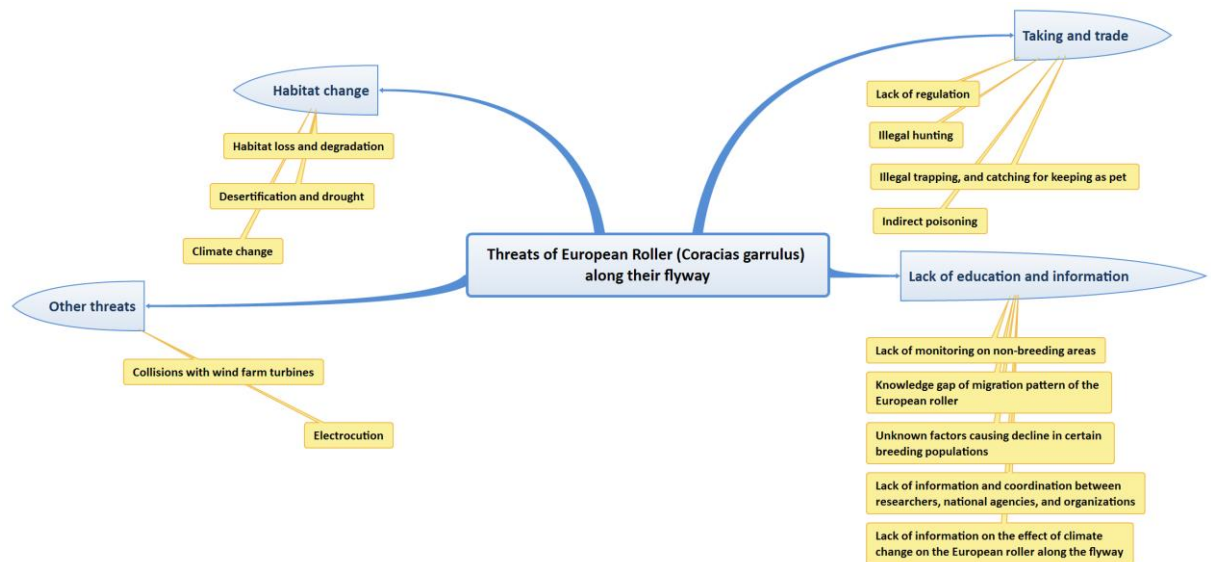 Threats of European Roller (Coracias garrulus)
along their flyway
Habitat change
Habitat loss and degradation
Desertification and drought
Climate change
Other threats
Collisions with wind farm turbines
Electrocution
Taking and trade
Lack of regulation
Illegal hunting
Illegal trapping, and catching for keeping as pet
Indirect poisoning
Lack of education and information
Lack of monitoring on non-breeding areas
Knowledge gap of migration pattern of the
European roller
Unknown factors causing decline in certain
breeding populations
Lack of information and coordination between
researchers, national agencies, and organizations
Lack of information on the effect of climate
change on the European roller along the flyway